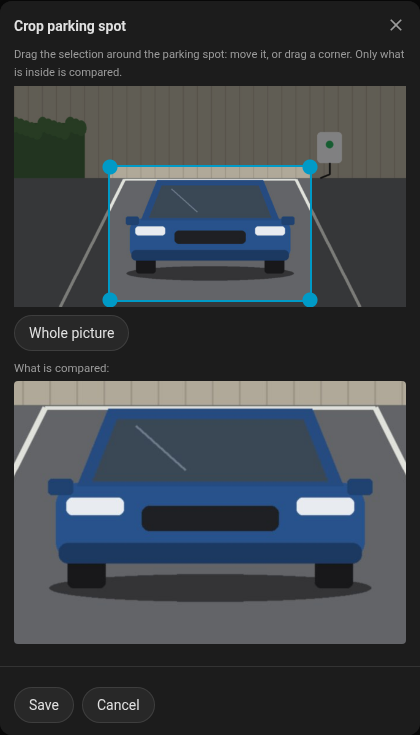 Crop parking spot
Drag the selection around the parking spot: move it, or drag a corner. Only what
is inside is compared.
Whole picture
What is compared:
Save
Cancel